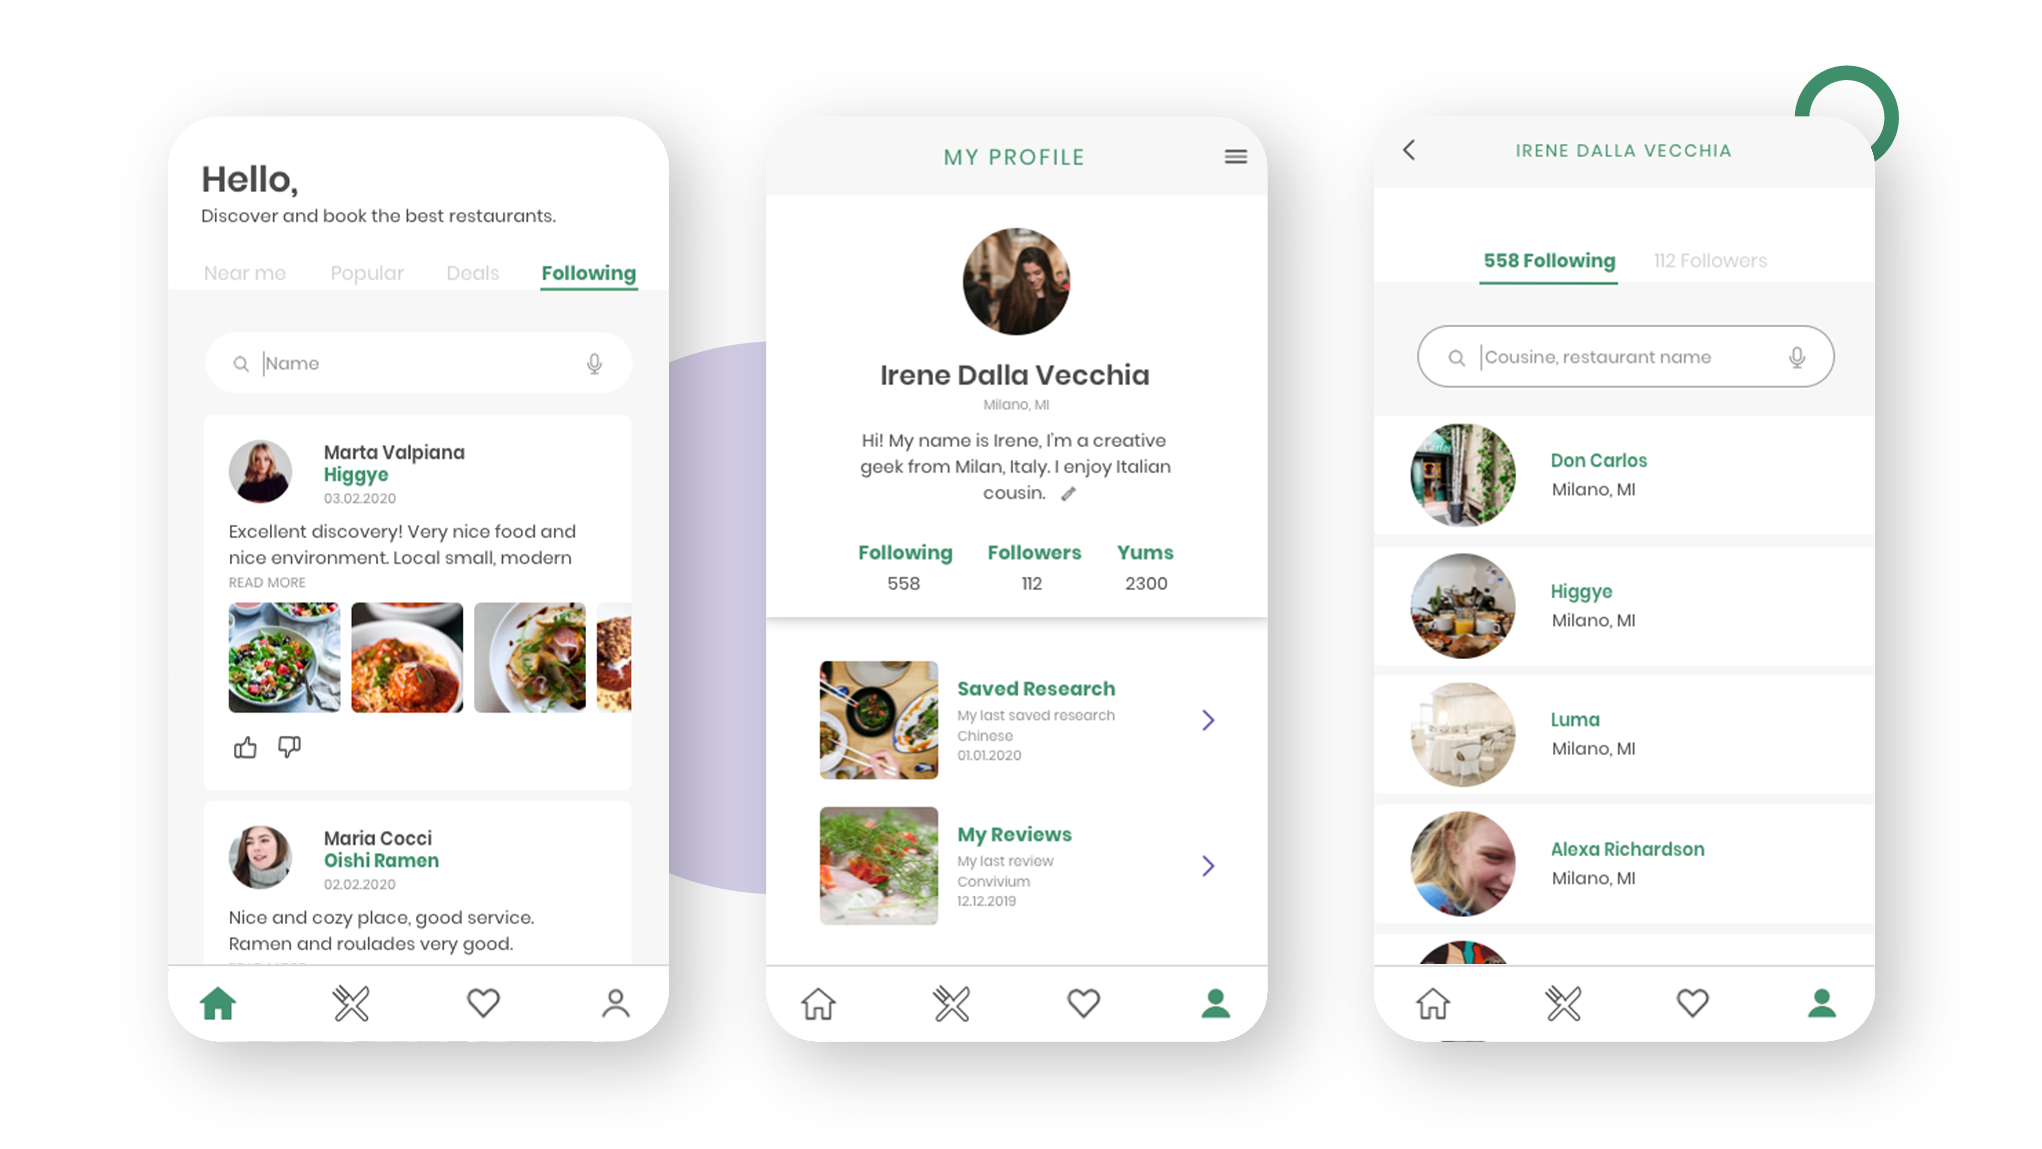 Hello,
Discover and book the best restaurants.
Near me
Popular
Deals
Following
Name
Marta Valpiana
Higgye
03.02.2020
Excellent discovery! Very nice food and
nice environment. Local small, modern
READ MORE
Maria Cocci
Oishi Ramen
02.02.2020
Nice and cozy place, good service.
Ramen and roulades very good.
MY PROFILE
Irene Dalla Vecchia
Milano, MI
Hi! My name is Irene, I'm a creative
geek from Milan, Italy. I enjoy Italian
cousin.
Following
Followers
Yums
558
112
2300
Saved Research
My last saved research
Chinese
01.01.2020
My Reviews
My last review
Convivium
12.12.2019
IRENE DALLA VECCHIA
558 Following
112 Followers
Cousine, restaurant name
Don Carlos
Milano, MI
Higgye
Milano, MI
Luma
Milano, MI
Alexa Richardson
Milano, MI